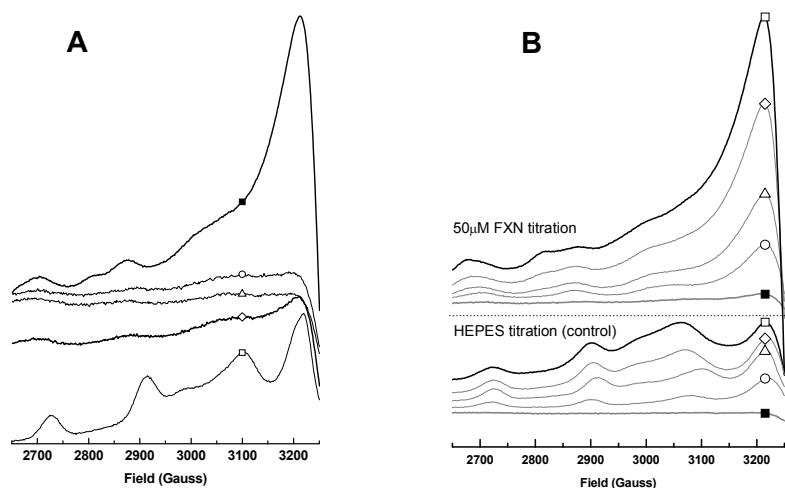 A
B
50µM FXN titration
HEPES titration (control)
2700 2800 2900 3000 3100 3200
Field (Gauss)
2700 2800 2900 3000 3100 3200
Field (Gauss)